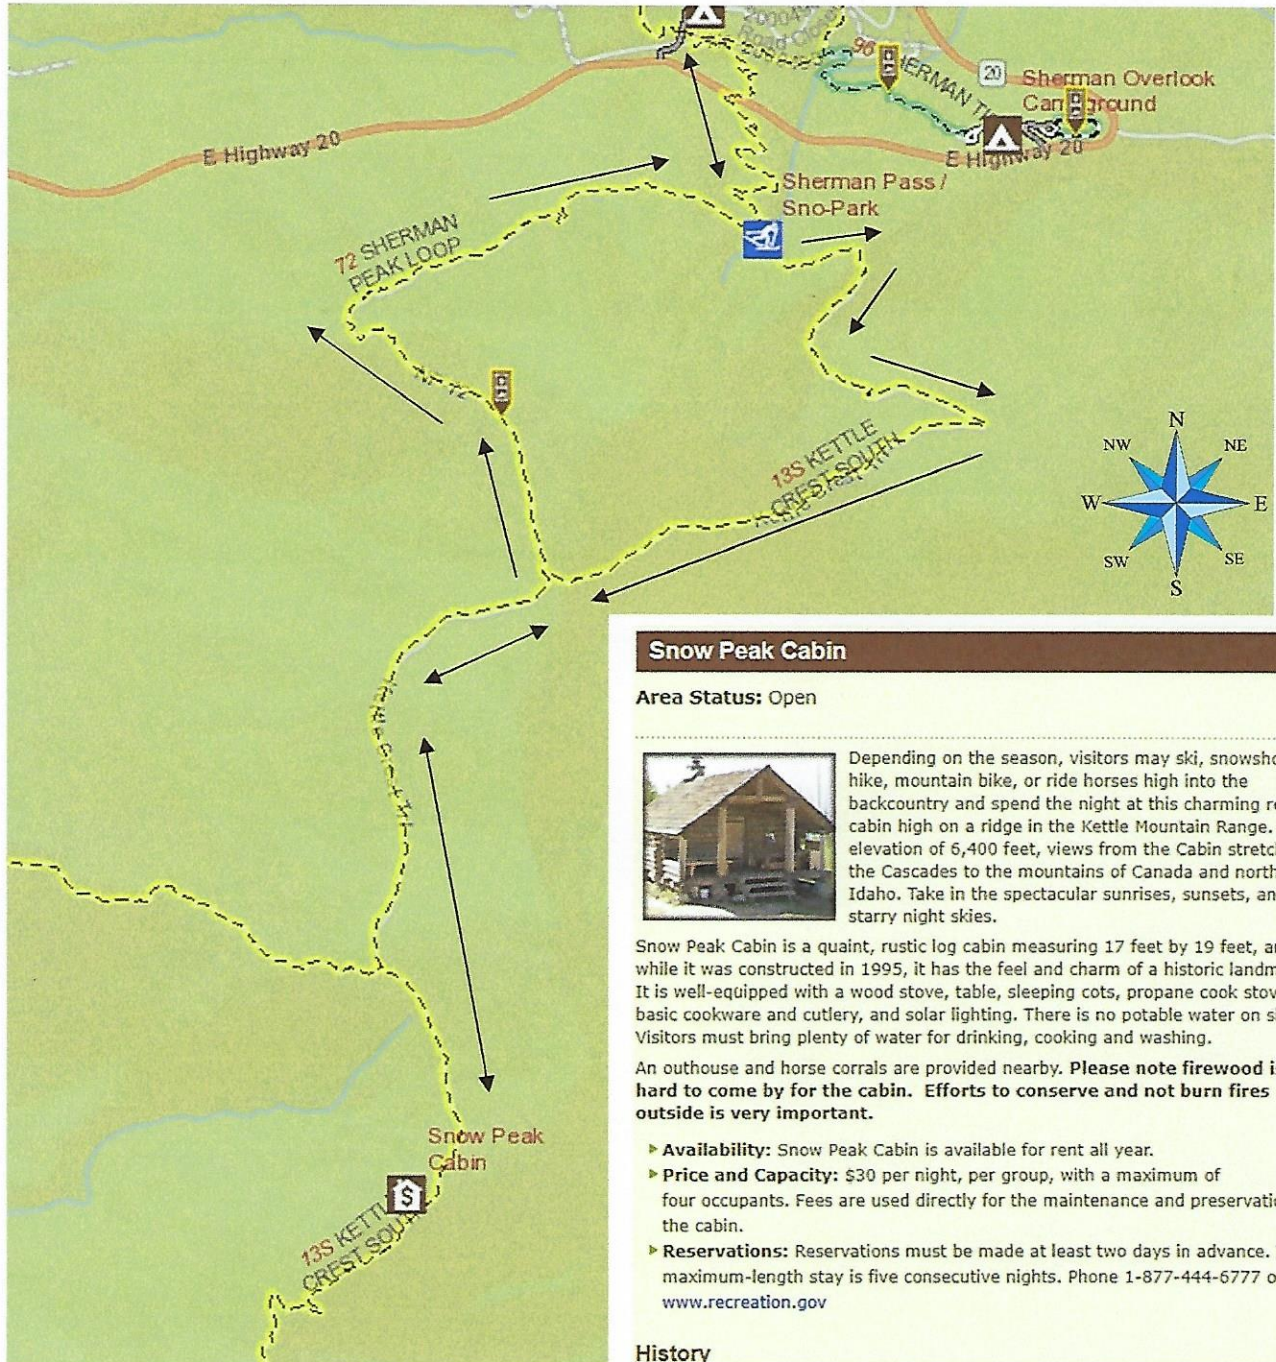 200049
Road Closed
96 SHERMAN
20
Sherman Overlook
Campground
E Highway 20
E Highway 20
Sherman Pass /
Sno-Park
72 SHERMAN
PEAK LOOP
13S KETTLE
CREST SOUTH
N
NW
NE
W
E
SW
SE
S
Snow Peak
Cabin
$
13S KETTLE
CREST SOUTH
Snow Peak Cabin
Area Status: Open
Depending on the season, visitors may ski, snowsho
hike, mountain bike, or ride horses high into the
backcountry and spend the night at this charming re
cabin high on a ridge in the Kettle Mountain Range.
elevation of 6,400 feet, views from the Cabin stretc
the Cascades to the mountains of Canada and north
Idaho. Take in the spectacular sunrises, sunsets, an
starry night skies.
Snow Peak Cabin is a quaint, rustic log cabin measuring 17 feet by 19 feet, a
while it was constructed in 1995, it has the feel and charm of a historic landm
It is well-equipped with a wood stove, table, sleeping cots, propane cook stov
basic cookware and cutlery, and solar lighting. There is no potable water on s
Visitors must bring plenty of water for drinking, cooking and washing.
An outhouse and horse corrals are provided nearby. Please note firewood i
hard to come by for the cabin. Efforts to conserve and not burn fires
outside is very important.
Availability: Snow Peak Cabin is available for rent all year.
Price and Capacity: $30 per night, per group, with a maximum of
four occupants. Fees are used directly for the maintenance and preservati
the cabin.
Reservations: Reservations must be made at least two days in advance.
maximum-length stay is five consecutive nights. Phone 1-877-444-6777 o
www.recreation.gov
History